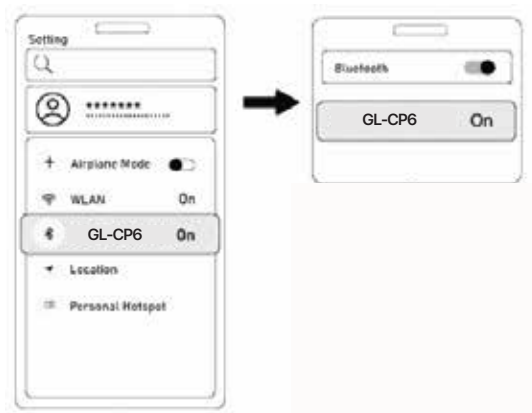 Setting
*******
Airplane Mode
WLAN On
GL-CP6 On
Location
Personal Hotspot
Bluetooth
GL-CP6 On